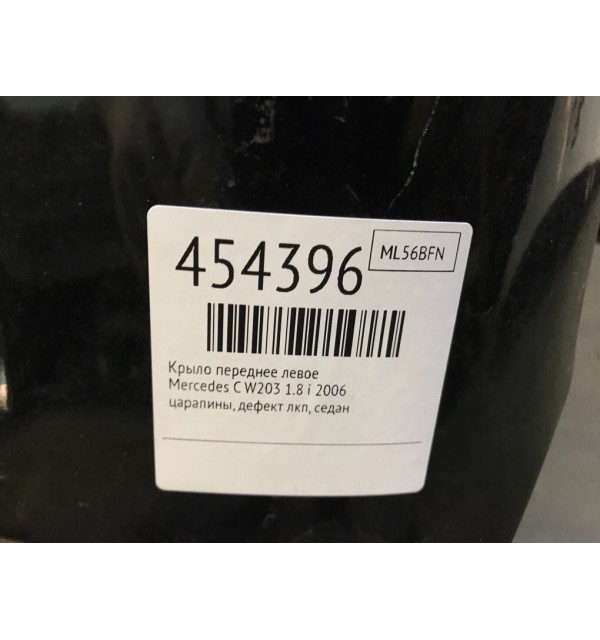 454396
ML56BFN
Крыло переднее левое
Mercedes C W203 1.8 i 2006
царапины, дефект лкп, седан